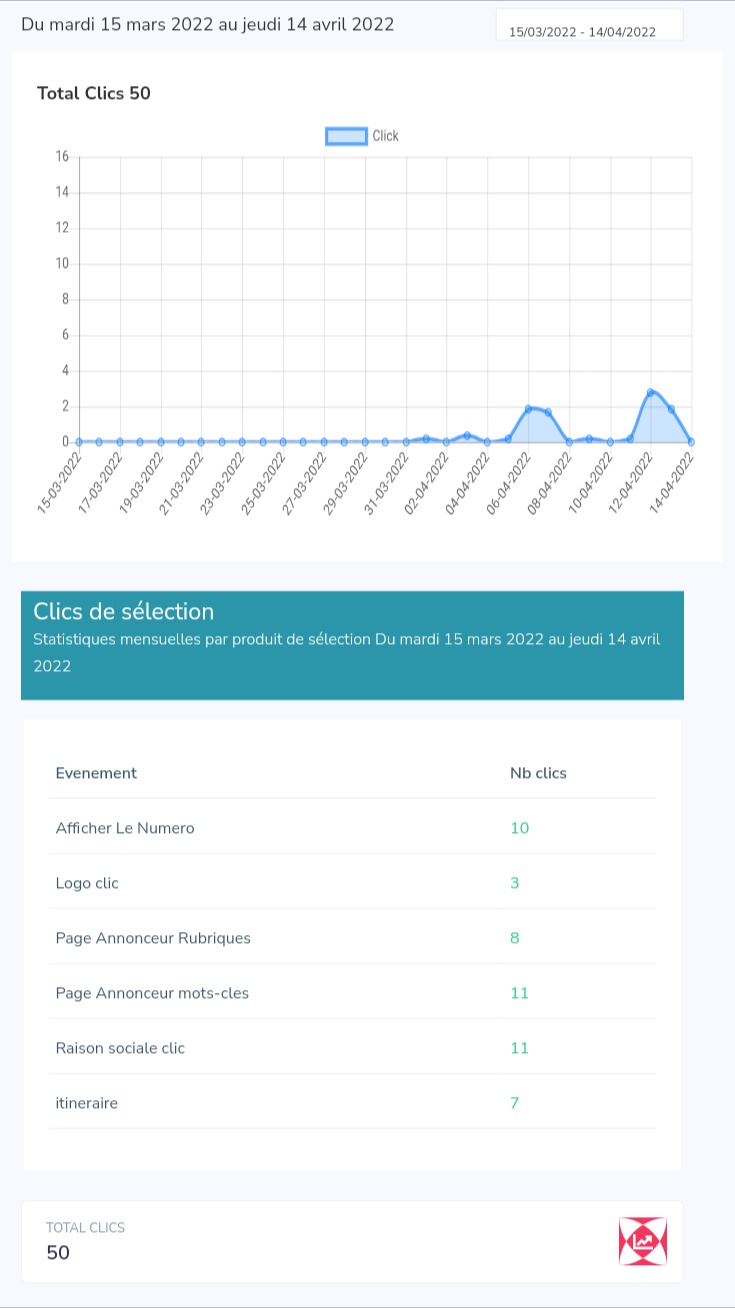 Du mardi 15 mars 2022 au jeudi 14 avril 2022
15/03/2022 - 14/04/2022
Total Clics 50
Click
16
14
12
10
8
6
4
2
0
15-03-2022
17-03-2022
19-03-2022
21-03-2022
23-03-2022
25-03-2022
27-03-2022
29-03-2022
31-03-2022
02-04-2022
04-04-2022
06-04-2022
08-04-2022
10-04-2022
12-04-2022
14-04-2022
Clics de sélection
Statistiques mensuelles par produit de sélection Du mardi 15 mars 2022 au jeudi 14 avril
2022
Evenement Nb clics
Afficher Le Numero 10
Logo clic 3
Page Annonceur Rubriques 8
Page Annonceur mots-cles 11
Raison sociale clic 11
itineraire 7
TOTAL CLICS
50